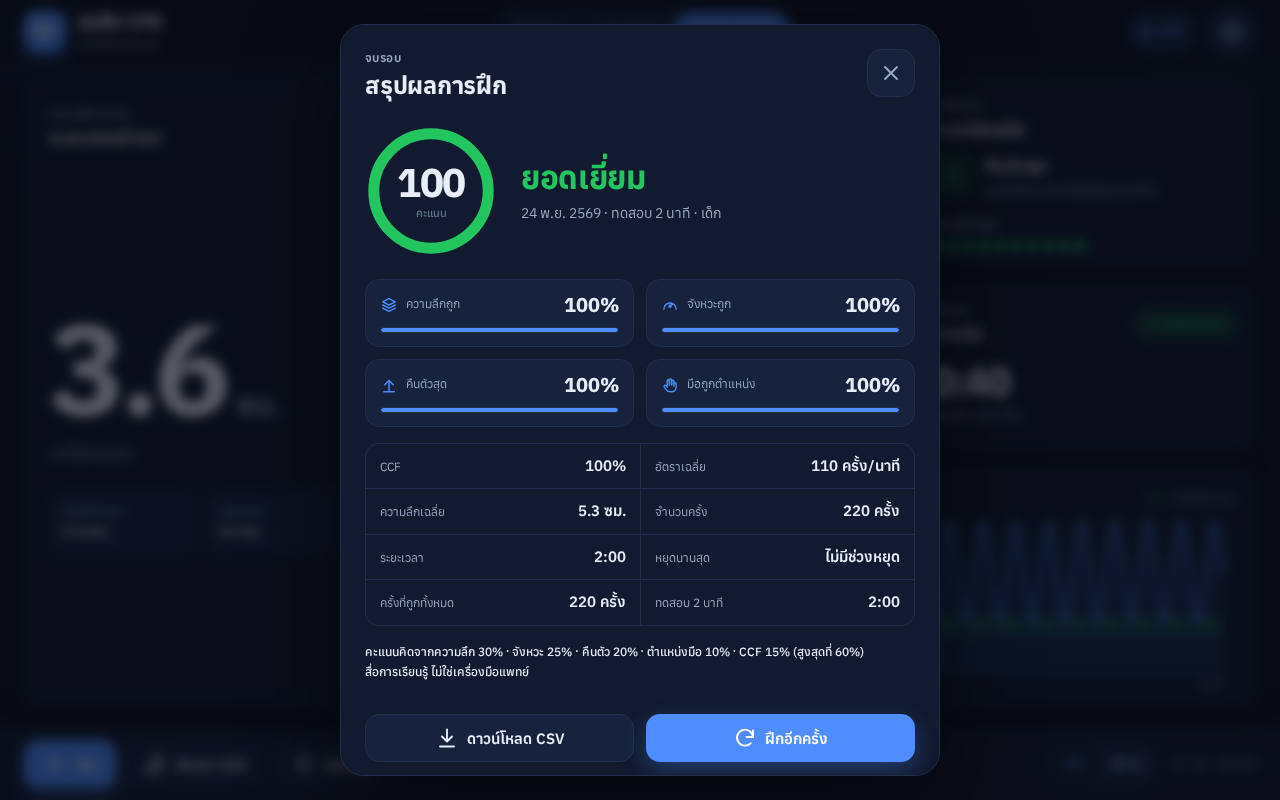 จบรอบ
สรุปผลการฝึก
100
คะแนน
ยอดเยี่ยม
24 พ.ย. 2569 · ทดสอบ 2 นาที · เด็ก
ความลึกถูก 100%
จังหวะถูก 100%
คืนตัวสุด 100%
มือถูกตำแหน่ง 100%
CCF 100%
อัตราเฉลี่ย 110 ครั้ง/นาที
ความลึกเฉลี่ย 5.3 ซม.
จำนวนครั้ง 220 ครั้ง
ระยะเวลา 2:00
หยุดนานสุด ไม่มีช่วงหยุด
ครั้งที่ถูกทั้งหมด 220 ครั้ง
ทดสอบ 2 นาที 2:00
คะแนนคิดจากความลึก 30% · จังหวะ 25% · คืนตัว 20% · ตำแหน่งมือ 10% · CCF 15% (สูงสุดที่ 60%)
สื่อการเรียนรู้ ไม่ใช่เครื่องมือแพทย์
ดาวน์โหลด CSV
ฝึกอีกครั้ง
3.6